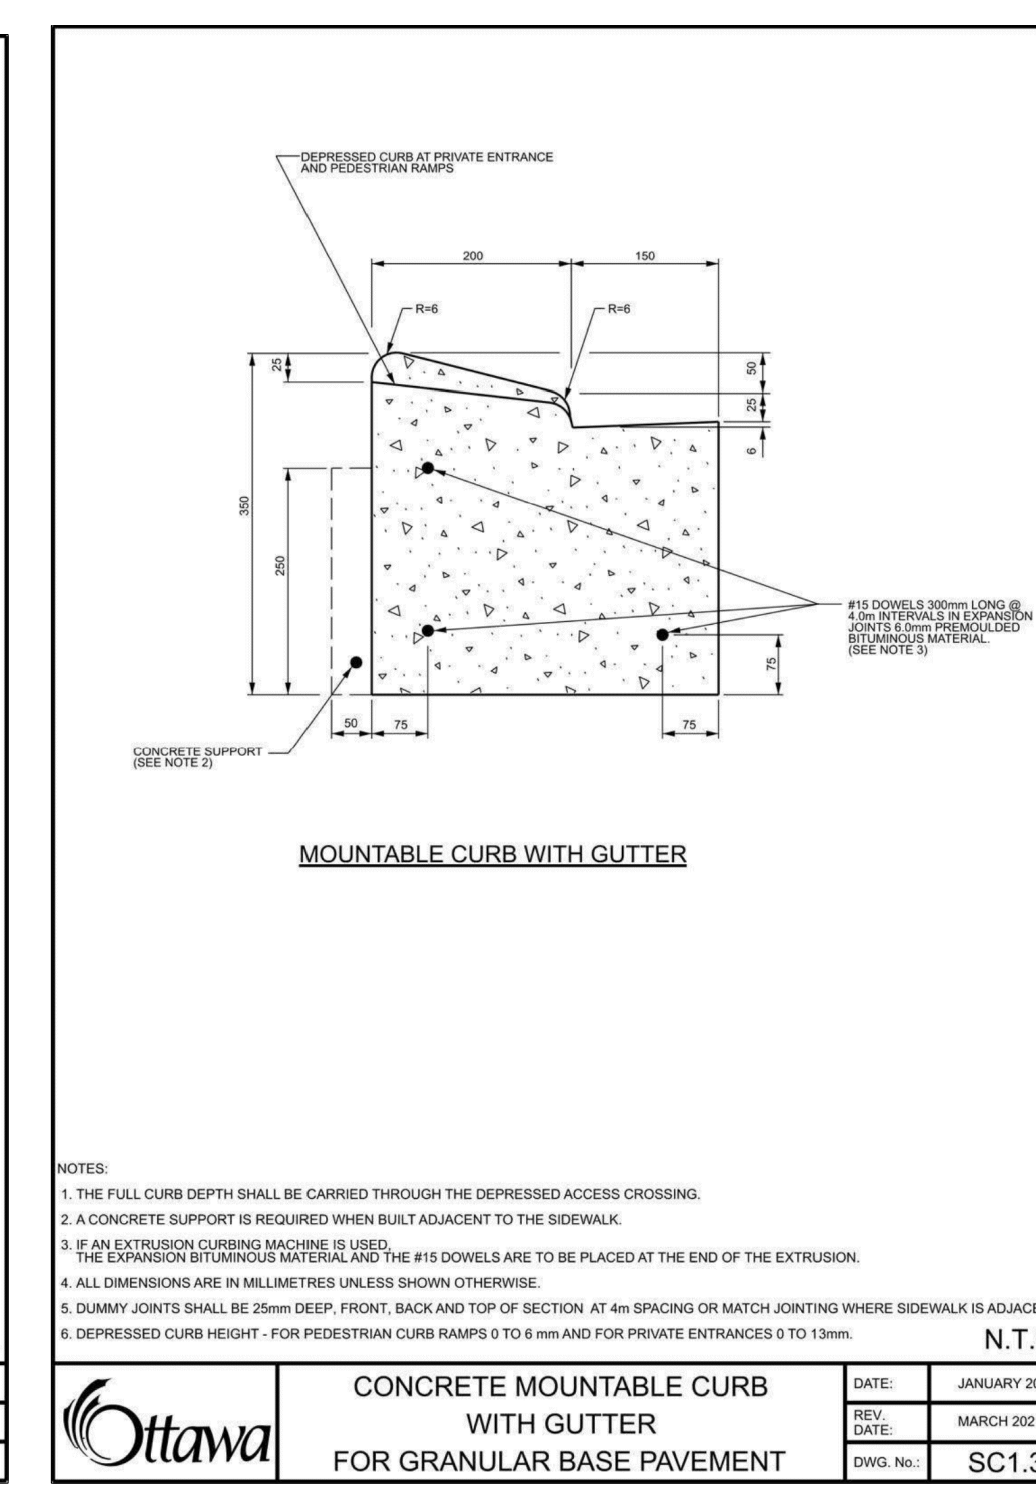 DEPRESSED CURB AT PRIVATE ENTRANCE
AND PEDESTRIAN RAMPS
200
150
R=6
R=6
25
50
25
6
350
250
#15 DOWELS 300mm LONG @
4.0m INTERVALS IN EXPANSION
JOINTS 6.0mm PREMOULDED
BITUMINOUS MATERIAL.
(SEE NOTE 3)
75
50
75
75
CONCRETE SUPPORT
(SEE NOTE 2)
MOUNTABLE CURB WITH GUTTER
NOTES:
1. THE FULL CURB DEPTH SHALL BE CARRIED THROUGH THE DEPRESSED ACCESS CROSSING.
2. A CONCRETE SUPPORT IS REQUIRED WHEN BUILT ADJACENT TO THE SIDEWALK.
3. IF AN EXTRUSION CURBING MACHINE IS USED,
THE EXPANSION BITUMINOUS MATERIAL AND THE #15 DOWELS ARE TO BE PLACED AT THE END OF THE EXTRUSION.
4. ALL DIMENSIONS ARE IN MILLIMETRES UNLESS SHOWN OTHERWISE.
5. DUMMY JOINTS SHALL BE 25mm DEEP, FRONT, BACK AND TOP OF SECTION AT 4m SPACING OR MATCH JOINTING WHERE SIDEWALK IS
6. DEPRESSED CURB HEIGHT - FOR PEDESTRIAN CURB RAMPS 0 TO 6 mm AND FOR PRIVATE ENTRANCES 0 TO 13mm.
N.T.
Ottawa
CONCRETE MOUNTABLE CURB
WITH GUTTER
FOR GRANULAR BASE PAVEMENT
DATE:
JANUARY
REV.
DATE:
MARCH
DWG. No.:
SC1.3